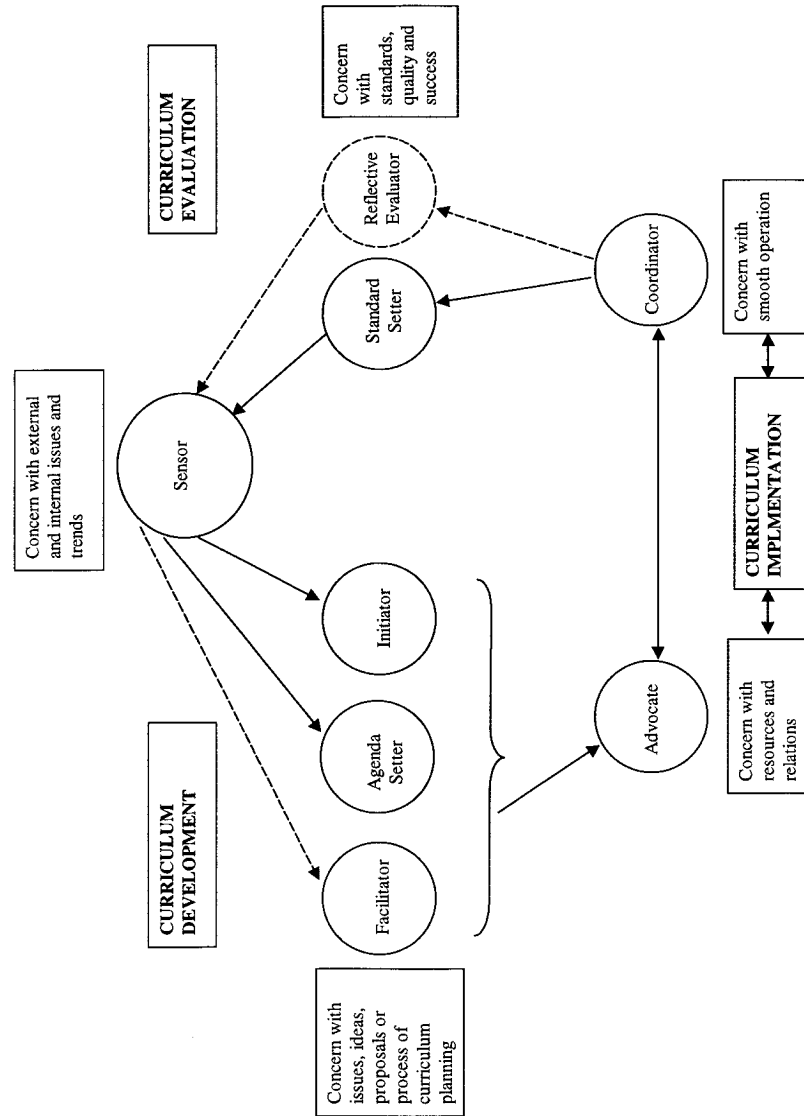 Concern with external
and internal issues and
trends
CURRICULUM
DEVELOPMENT
CURRICULUM
EVALUATION
Sensor
Concern with
issues, ideas,
proposals or
process of
curriculum
planning
Facilitator
Agenda
Setter
Initiator
Standard
Setter
Reflective
Evaluator
Concern
with
standards,
quality and
success
Advocate
Coordinator
Concern with
resources and
relations
CURRICULUM
IMPLMENTATION
Concern with
smooth operation